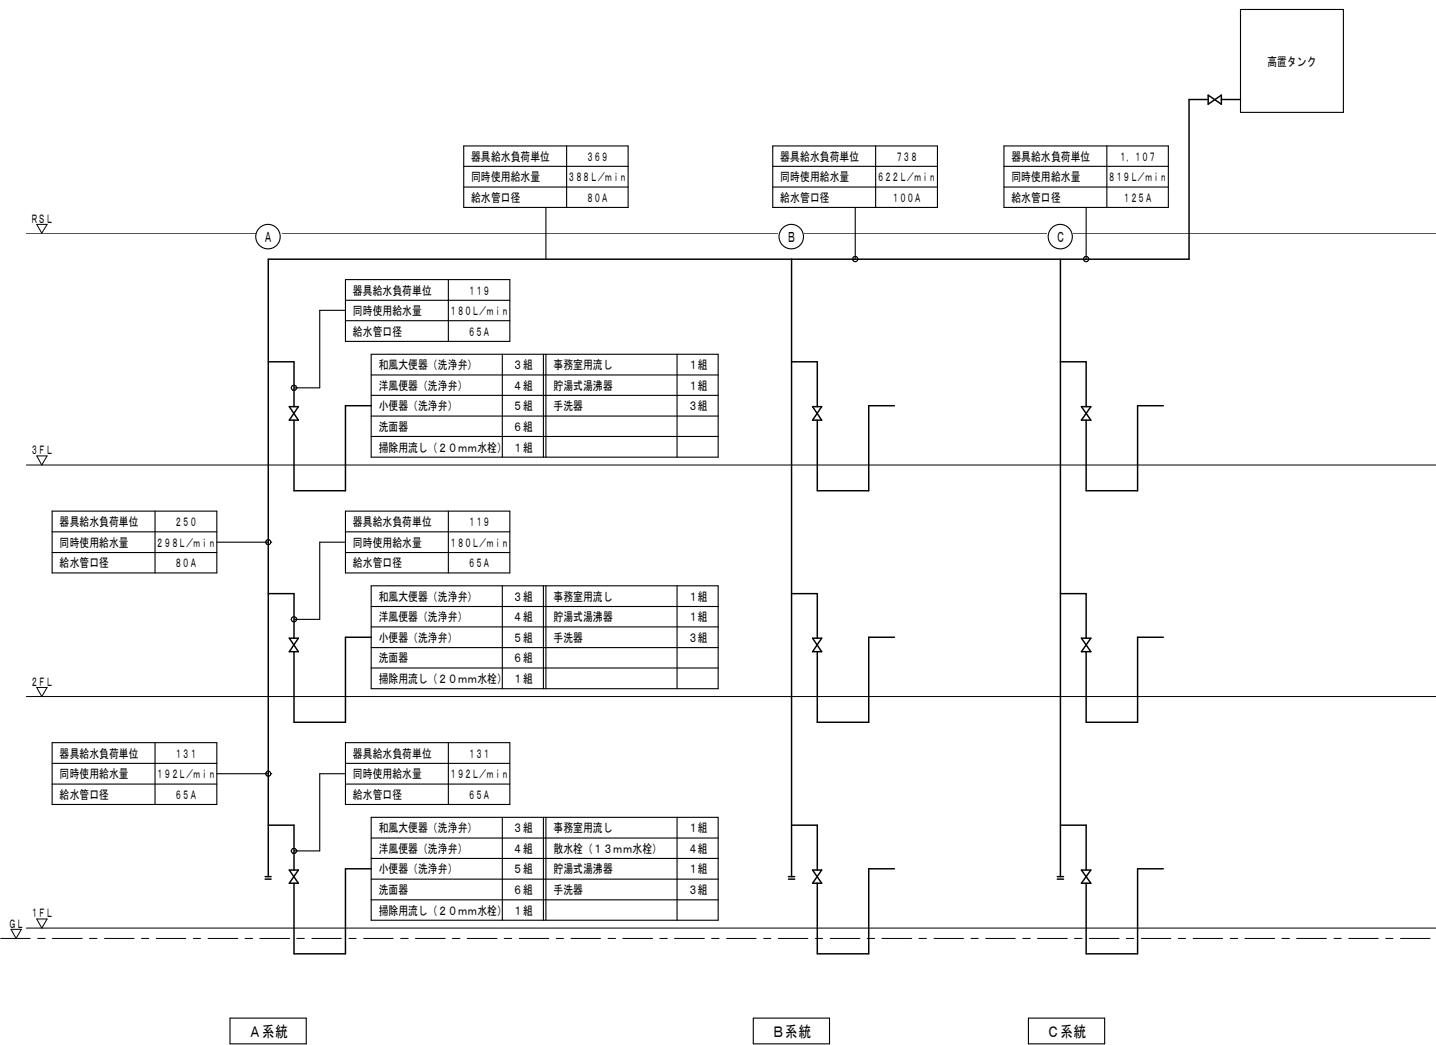 高置タンク
器具給水負荷単位 369
同時使用給水量 388L/min
給水管口径 80A
器具給水負荷単位 738
同時使用給水量 622L/min
給水管口径 100A
器具給水負荷単位 1,107
同時使用給水量 819L/min
給水管口径 125A
RSL
A
B
C
器具給水負荷単位 119
同時使用給水量 180L/min
給水管口径 65A
和風大便器(洗浄弁) 3組 事務室用流し 1組
洋風便器(洗浄弁) 4組 貯湯式湯沸器 1組
小便器(洗浄弁) 5組 手洗器 3組
洗面器 6組
掃除用流し(20mm水栓) 1組
3FL
器具給水負荷単位 250
同時使用給水量 298L/min
給水管口径 80A
器具給水負荷単位 119
同時使用給水量 180L/min
給水管口径 65A
和風大便器(洗浄弁) 3組 事務室用流し 1組
洋風便器(洗浄弁) 4組 貯湯式湯沸器 1組
小便器(洗浄弁) 5組 手洗器 3組
洗面器 6組
掃除用流し(20mm水栓) 1組
2FL
器具給水負荷単位 131
同時使用給水量 192L/min
給水管口径 65A
器具給水負荷単位 131
同時使用給水量 192L/min
給水管口径 65A
和風大便器(洗浄弁) 3組 事務室用流し 1組
洋風便器(洗浄弁) 4組 散水栓(13mm水栓) 4組
小便器(洗浄弁) 5組 貯湯式湯沸器 1組
洗面器 6組 手洗器 3組
掃除用流し(20mm水栓) 1組
1FL
GL
A系統
B系統
C系統